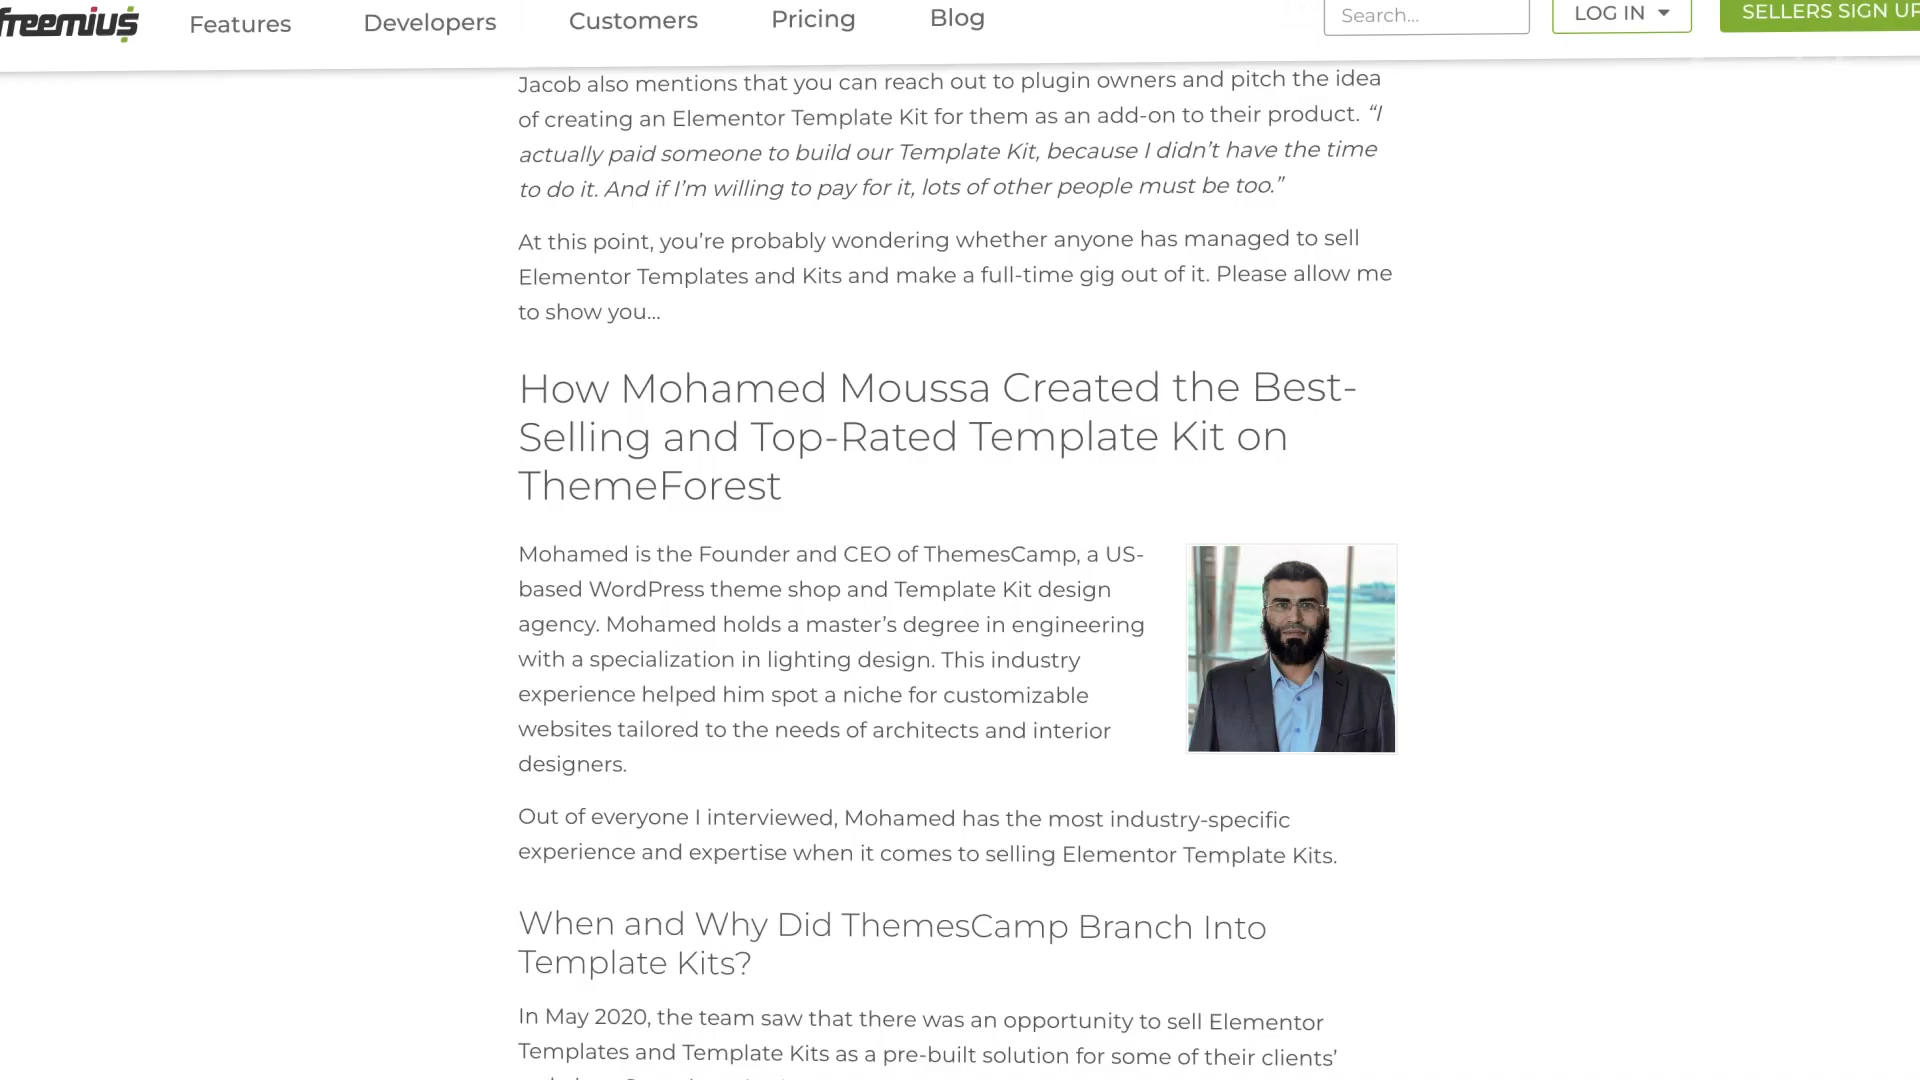 freemius
Features
Developers
Customers
Pricing
Blog
Search...
LOG IN
SELLERS SIGN UP
Jacob also mentions that you can reach out to plugin owners and pitch the idea
of creating an Elementor Template Kit for them as an add-on to their product. “I
actually paid someone to build our Template Kit, because I didn’t have the time
to do it. And if I’m willing to pay for it, lots of other people must be too.”
At this point, you’re probably wondering whether anyone has managed to sell
Elementor Templates and Kits and make a full-time gig out of it. Please allow me
to show you...
How Mohamed Moussa Created the Best-
Selling and Top-Rated Template Kit on
ThemeForest
Mohamed is the Founder and CEO of ThemesCamp, a US-
based WordPress theme shop and Template Kit design
agency. Mohamed holds a master’s degree in engineering
with a specialization in lighting design. This industry
experience helped him spot a niche for customizable
websites tailored to the needs of architects and interior
designers.
Out of everyone I interviewed, Mohamed has the most industry-specific
experience and expertise when it comes to selling Elementor Template Kits.
When and Why Did ThemesCamp Branch Into
Template Kits?
In May 2020, the team saw that there was an opportunity to sell Elementor
Templates and Template Kits as a pre-built solution for some of their clients’